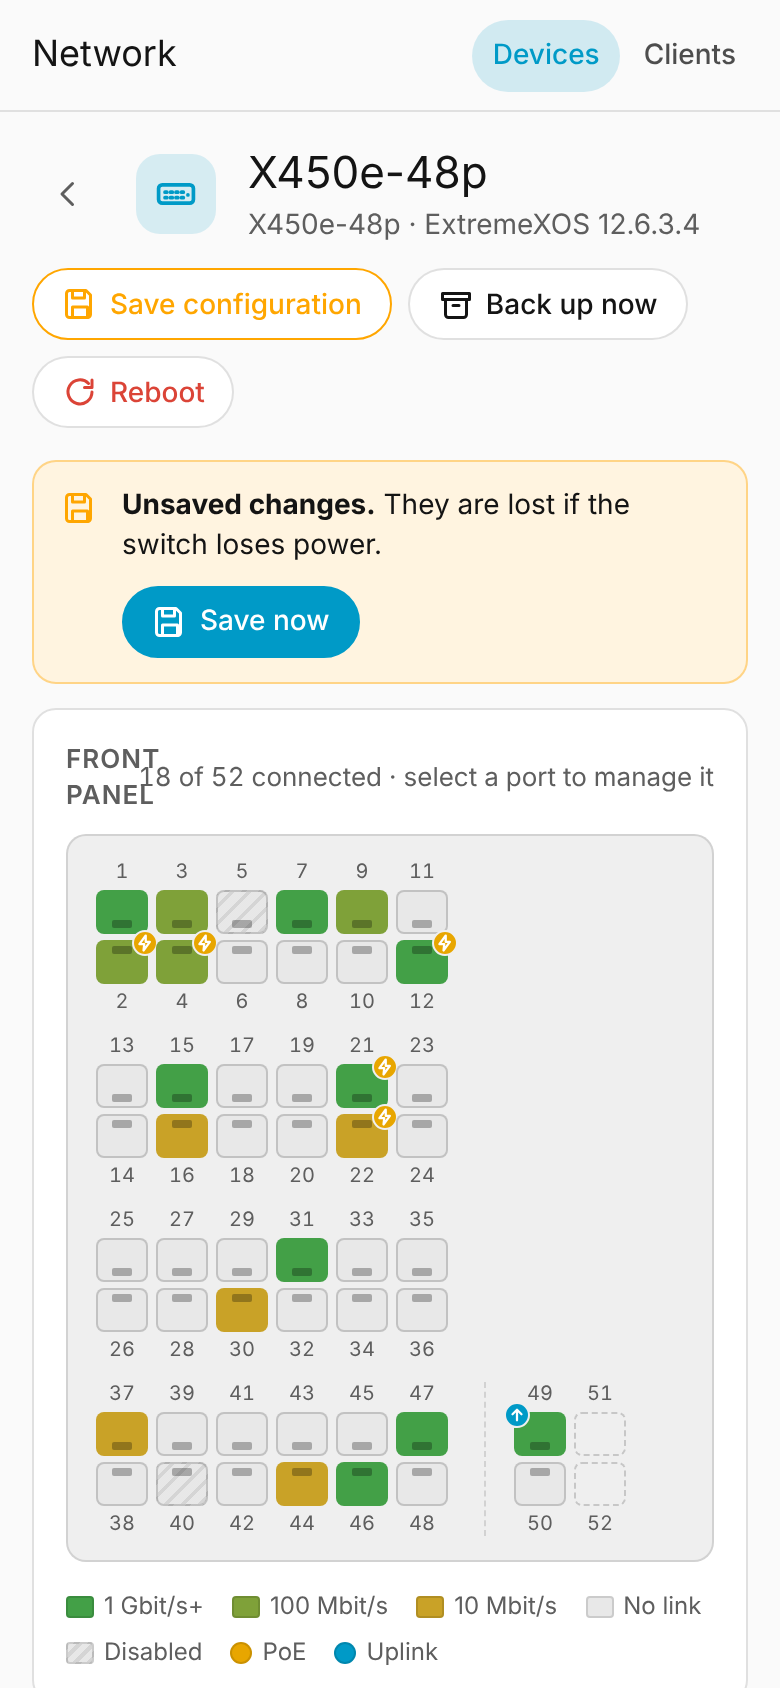 Network
Devices
Clients
X450e-48p
X450e-48p · ExtremeXOS 12.6.3.4
Save configuration
Back up now
Reboot
Unsaved changes. They are lost if the
switch loses power.
Save now
FRONT
PANEL
18 of 52 connected · select a port to manage it
1 3 5 7 9 11
2 4 6 8 10 12
13 15 17 19 21 23
14 16 18 20 22 24
25 27 29 31 33 35
26 28 30 32 34 36
37 39 41 43 45 47 49 51
38 40 42 44 46 48 50 52
1 Gbit/s+ 100 Mbit/s 10 Mbit/s No link
Disabled PoE Uplink